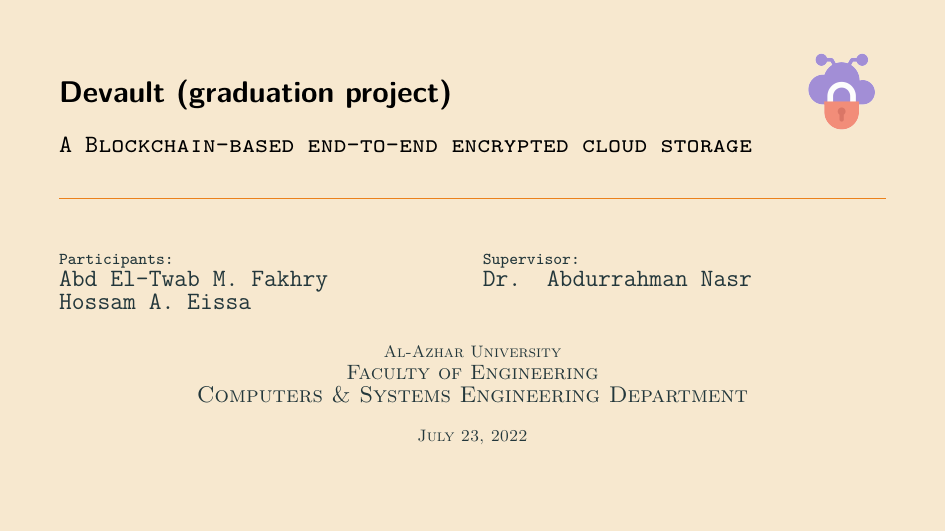 Devault (graduation project)
A Blockchain-based end-to-end encrypted cloud storage
Participants:
Abd El-Twab M. Fakhry
Hossam A. Eissa
Supervisor:
Dr. Abdurrahman Nasr
Al-Azhar University
Faculty of Engineering
Computers & Systems Engineering Department
July 23, 2022